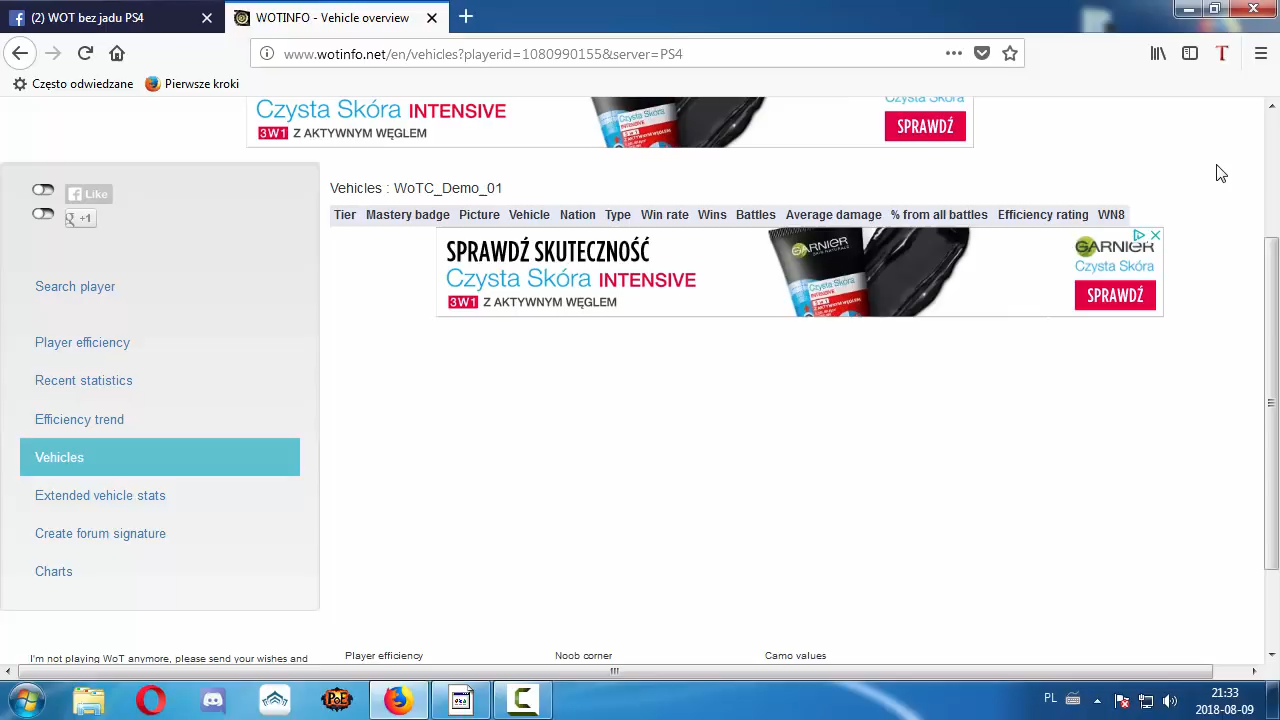 (2) WOT bez jadu PS4
WOTINFO - Vehicle overview
www.wotinfo.net/en/vehicles?playerid=1080990155&server=PS4
Często odwiedzane
Pierwsze kroki
Czysta Skóra INTENSIVE
3W1 Z AKTYWNYM WĘGLEM
Czysta Skóra
SPRAWDŹ
Like
+1
Search player
Player efficiency
Recent statistics
Efficiency trend
Vehicles
Extended vehicle stats
Create forum signature
Charts
Vehicles : WoTC_Demo_01
Tier Mastery badge Picture Vehicle Nation Type Win rate Wins Battles Average damage % from all battles Efficiency rating WN8
SPRAWDŹ SKUTECZNOŚĆ
Czysta Skóra INTENSIVE
3W1 Z AKTYWNYM WĘGLEM
GARNIER
Czysta Skóra
SPRAWDŹ
I'm not playing WoT anymore, please send your wishes and
Player efficiency
Noob corner
Camo values
PL
21:33
2018-08-09